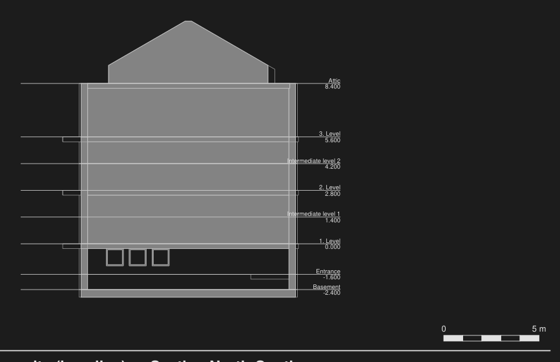 Attic
8.400
3. Level
5.600
Intermediate level 2
4.200
2. Level
2.800
Intermediate level 1
1.400
1. Level
0.000
Entrance
-1.600
Basement
-2.400
0 5 m